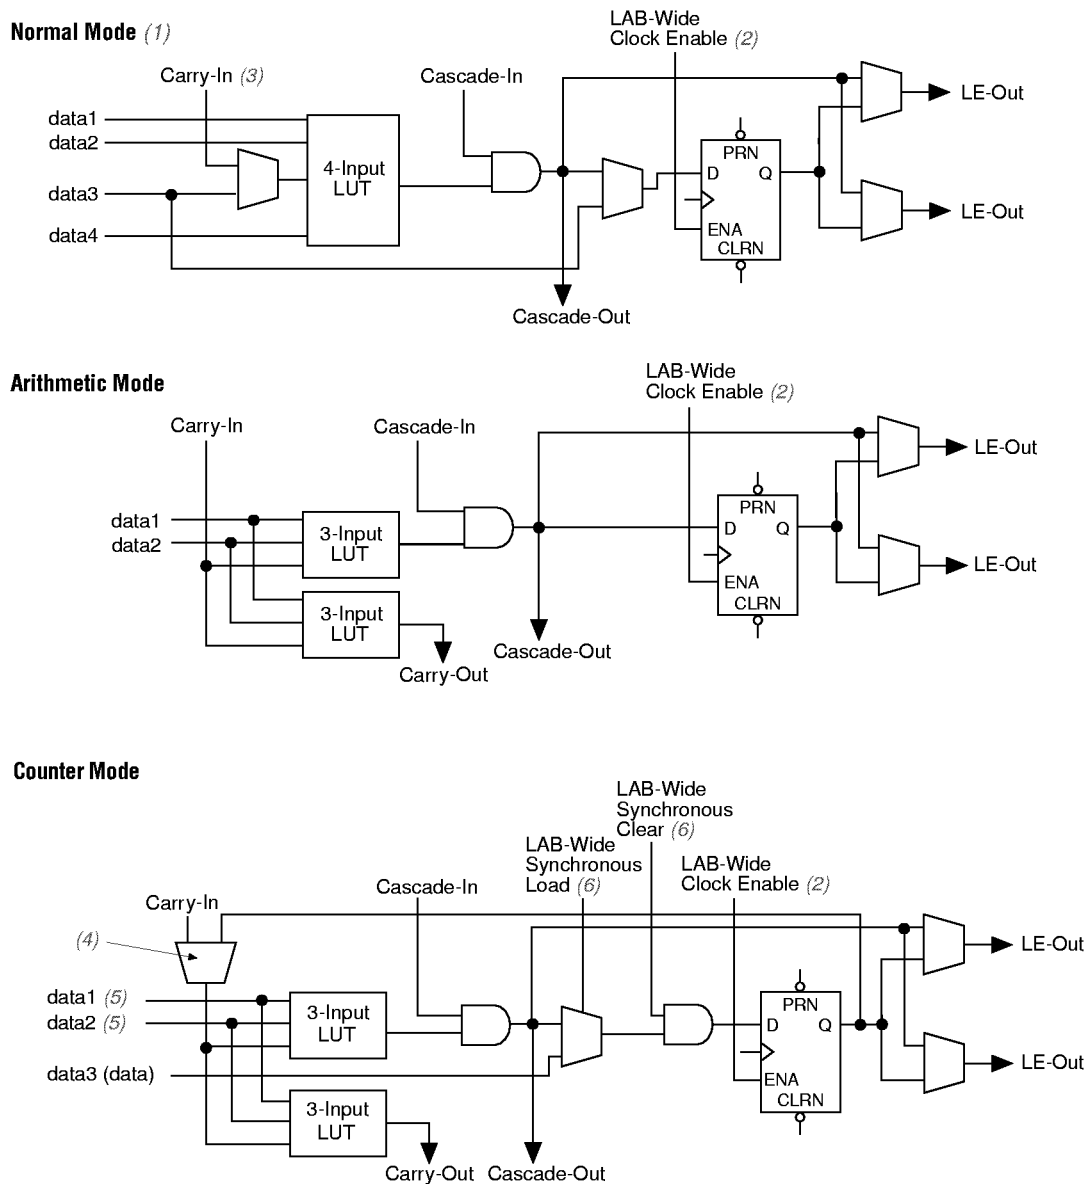 Normal Mode (1)
LAB-Wide
Clock Enable (2)
Carry-In (3)
Cascade-In
LE-Out
data1
data2
4-Input
LUT
PRN
D
Q
data3
LE-Out
data4
ENA
CLRN
Cascade-Out
Arithmetic Mode
LAB-Wide
Clock Enable (2)
Carry-In
Cascade-In
LE-Out
data1
data2
3-Input
LUT
PRN
D
Q
LE-Out
ENA
CLRN
3-Input
LUT
Cascade-Out
Carry-Out
Counter Mode
LAB-Wide
Synchronous
Clear (6)
LAB-Wide
Synchronous
Load (6)
LAB-Wide
Clock Enable (2)
Cascade-In
Carry-In
(4)
LE-Out
data1 (5)
data2 (5)
3-Input
LUT
PRN
D
Q
LE-Out
data3 (data)
ENA
CLRN
3-Input
LUT
Carry-Out
Cascade-Out